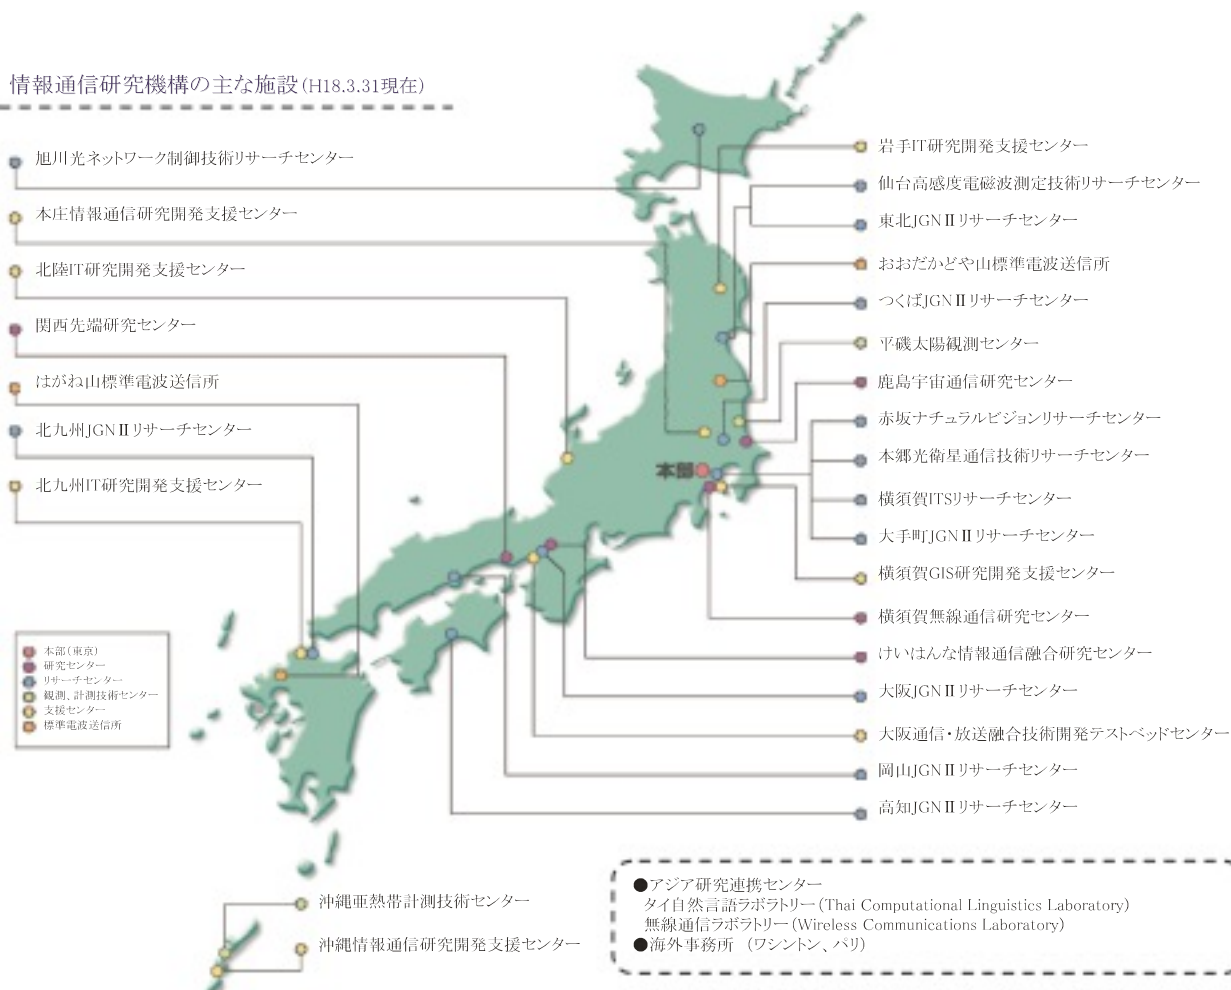 情報通信研究機構の主な施設(H18.3.31現在)
旭川光ネットワーク制御技術リサーチセンター
本庄情報通信研究開発支援センター
北陸IT研究開発支援センター
関西先端研究センター
はがね山標準電波送信所
北九州JGNⅡリサーチセンター
北九州IT研究開発支援センター
岩手IT研究開発支援センター
仙台高感度電磁波測定技術リサーチセンター
東北JGNⅡリサーチセンター
おおだかどや山標準電波送信所
つくばJGNⅡリサーチセンター
平磯太陽観測センター
鹿島宇宙通信研究センター
赤坂ナチュラルビジョンリサーチセンター
本郷光衛星通信技術リサーチセンター
横須賀ITSリサーチセンター
大手町JGNⅡリサーチセンター
横須賀GIS研究開発支援センター
横須賀無線通信研究センター
けいはんな情報通信融合研究センター
大阪JGNⅡリサーチセンター
大阪通信・放送融合技術開発テストベッドセンター
岡山JGNⅡリサーチセンター
高知JGNⅡリサーチセンター
本部
本部(東京)
研究センター
リサーチセンター
観測、計測技術センター
支援センター
標準電波送信所
沖縄亜熱帯計測技術センター
沖縄情報通信研究開発支援センター
●アジア研究連携センター
タイ自然言語ラボラトリー(Thai Computational Linguistics Laboratory)
無線通信ラボラトリー(Wireless Communications Laboratory)
●海外事務所 (ワシントン、パリ)